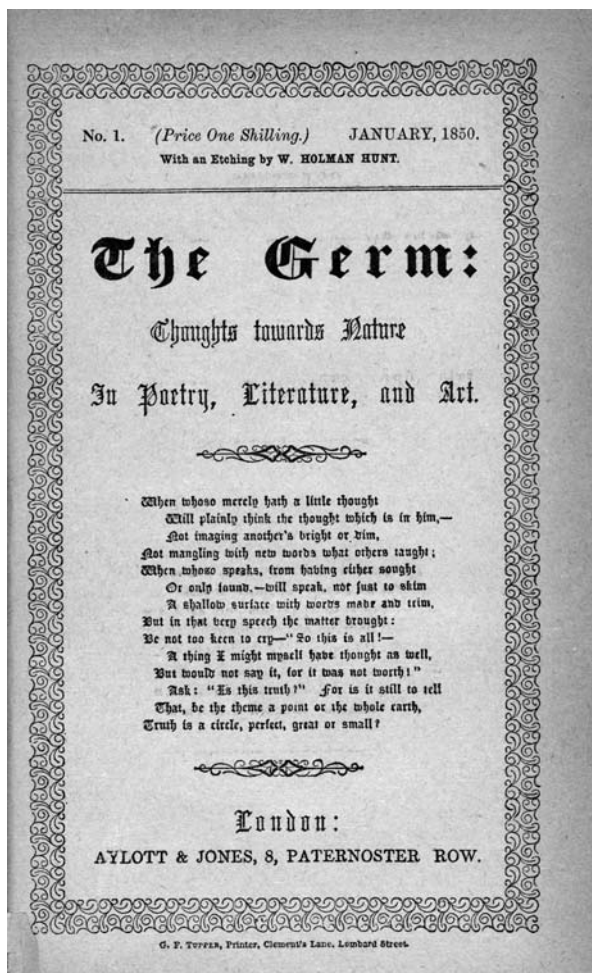 No. 1. (Price One Shilling.) JANUARY, 1850.
With an Etching by W. HOLMAN HUNT.
The Germ:
Thoughts towards Nature
In Poetry, Literature, and Art.
When whoso merely hath a little thought
Will plainly think the thought which is in him,—
Not imaging another's bright or dim,
Not mangling with new words what others taught;
When whoso speaks, from having either sought
Or only found,—will speak, not just to skim
A shallow surface with words made and trim,
But in that very speech the matter brought:
Be not too keen to cry—"So this is all!—
A thing I might myself have thought as well,
But would not say it, for it was not worth!"
Ask: "Is this truth?" For is it still to tell
That, be the theme a point or the whole earth,
Truth is a circle, perfect, great or small?
London:
AYLOTT & JONES, 8, PATERNOSTER ROW.
G. F. TUPPER, Printer, Clement's Lane, Lombard Street.